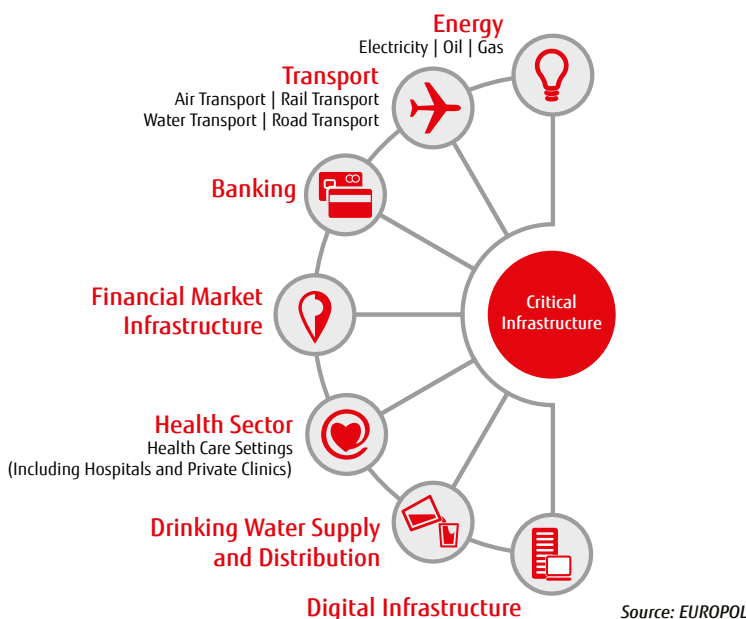 Energy
Electricity | Oil | Gas
Transport
Air Transport | Rail Transport
Water Transport | Road Transport
Banking
Financial Market
Infrastructure
Critical
Infrastructure
Health Sector
Health Care Settings
(Including Hospitals and Private Clinics)
Drinking Water Supply
and Distribution
Digital Infrastructure
Source: EUROPOL